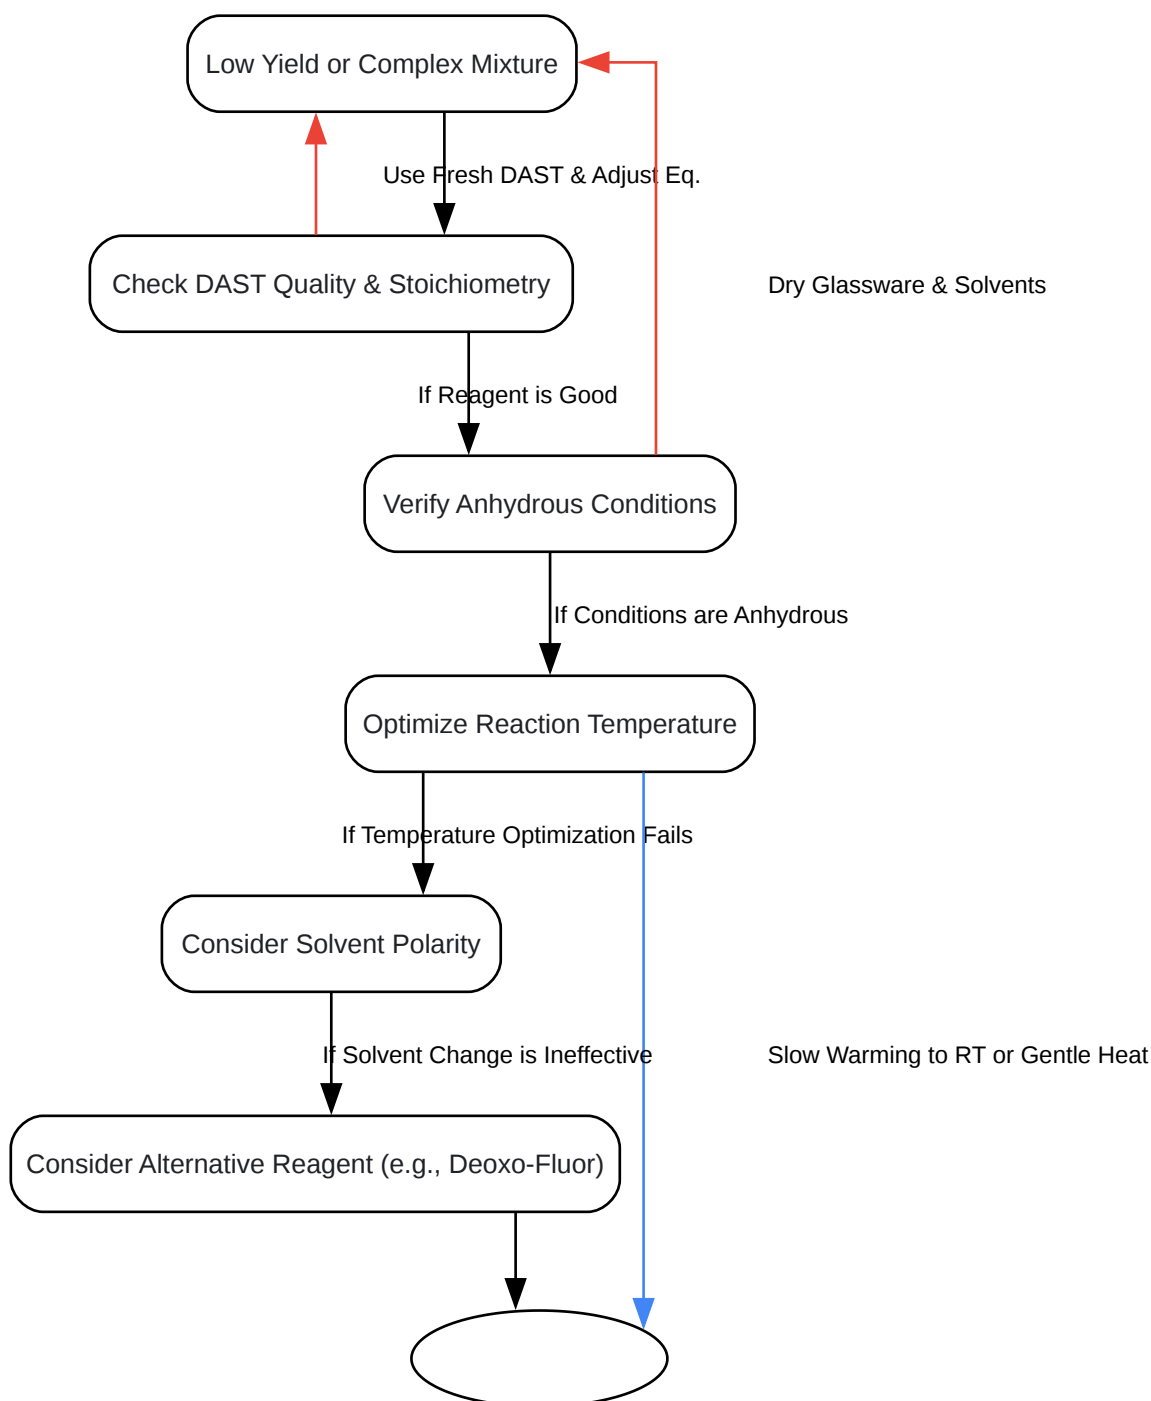 Low Yield or Complex Mixture
Use Fresh DAST & Adjust Eq.
Check DAST Quality & Stoichiometry
Dry Glassware & Solvents
If Reagent is Good
Verify Anhydrous Conditions
If Conditions are Anhydrous
Optimize Reaction Temperature
If Temperature Optimization Fails
Consider Solvent Polarity
If Solvent Change is Ineffective
Slow Warming to RT or Gentle Heat
Consider Alternative Reagent (e.g., Deoxo-Fluor)